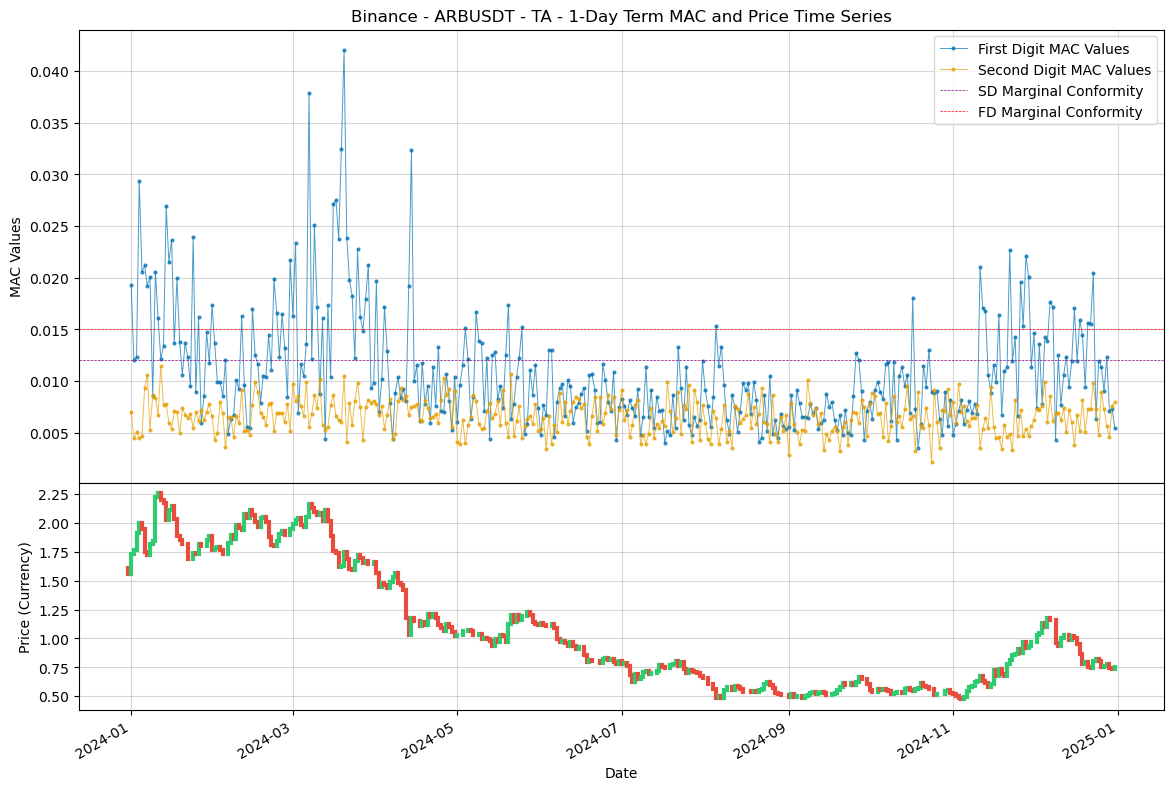 Binance - ARBUSDT - TA - 1-Day Term MAC and Price Time Series
First Digit MAC Values
Second Digit MAC Values
SD Marginal Conformity
FD Marginal Conformity
MAC Values
0.040
0.035
0.030
0.025
0.020
0.015
0.010
0.005
Price (Currency)
2.25
2.00
1.75
1.50
1.25
1.00
0.75
0.50
2024-01
2024-03
2024-05
2024-07
2024-09
2024-11
2025-01
Date